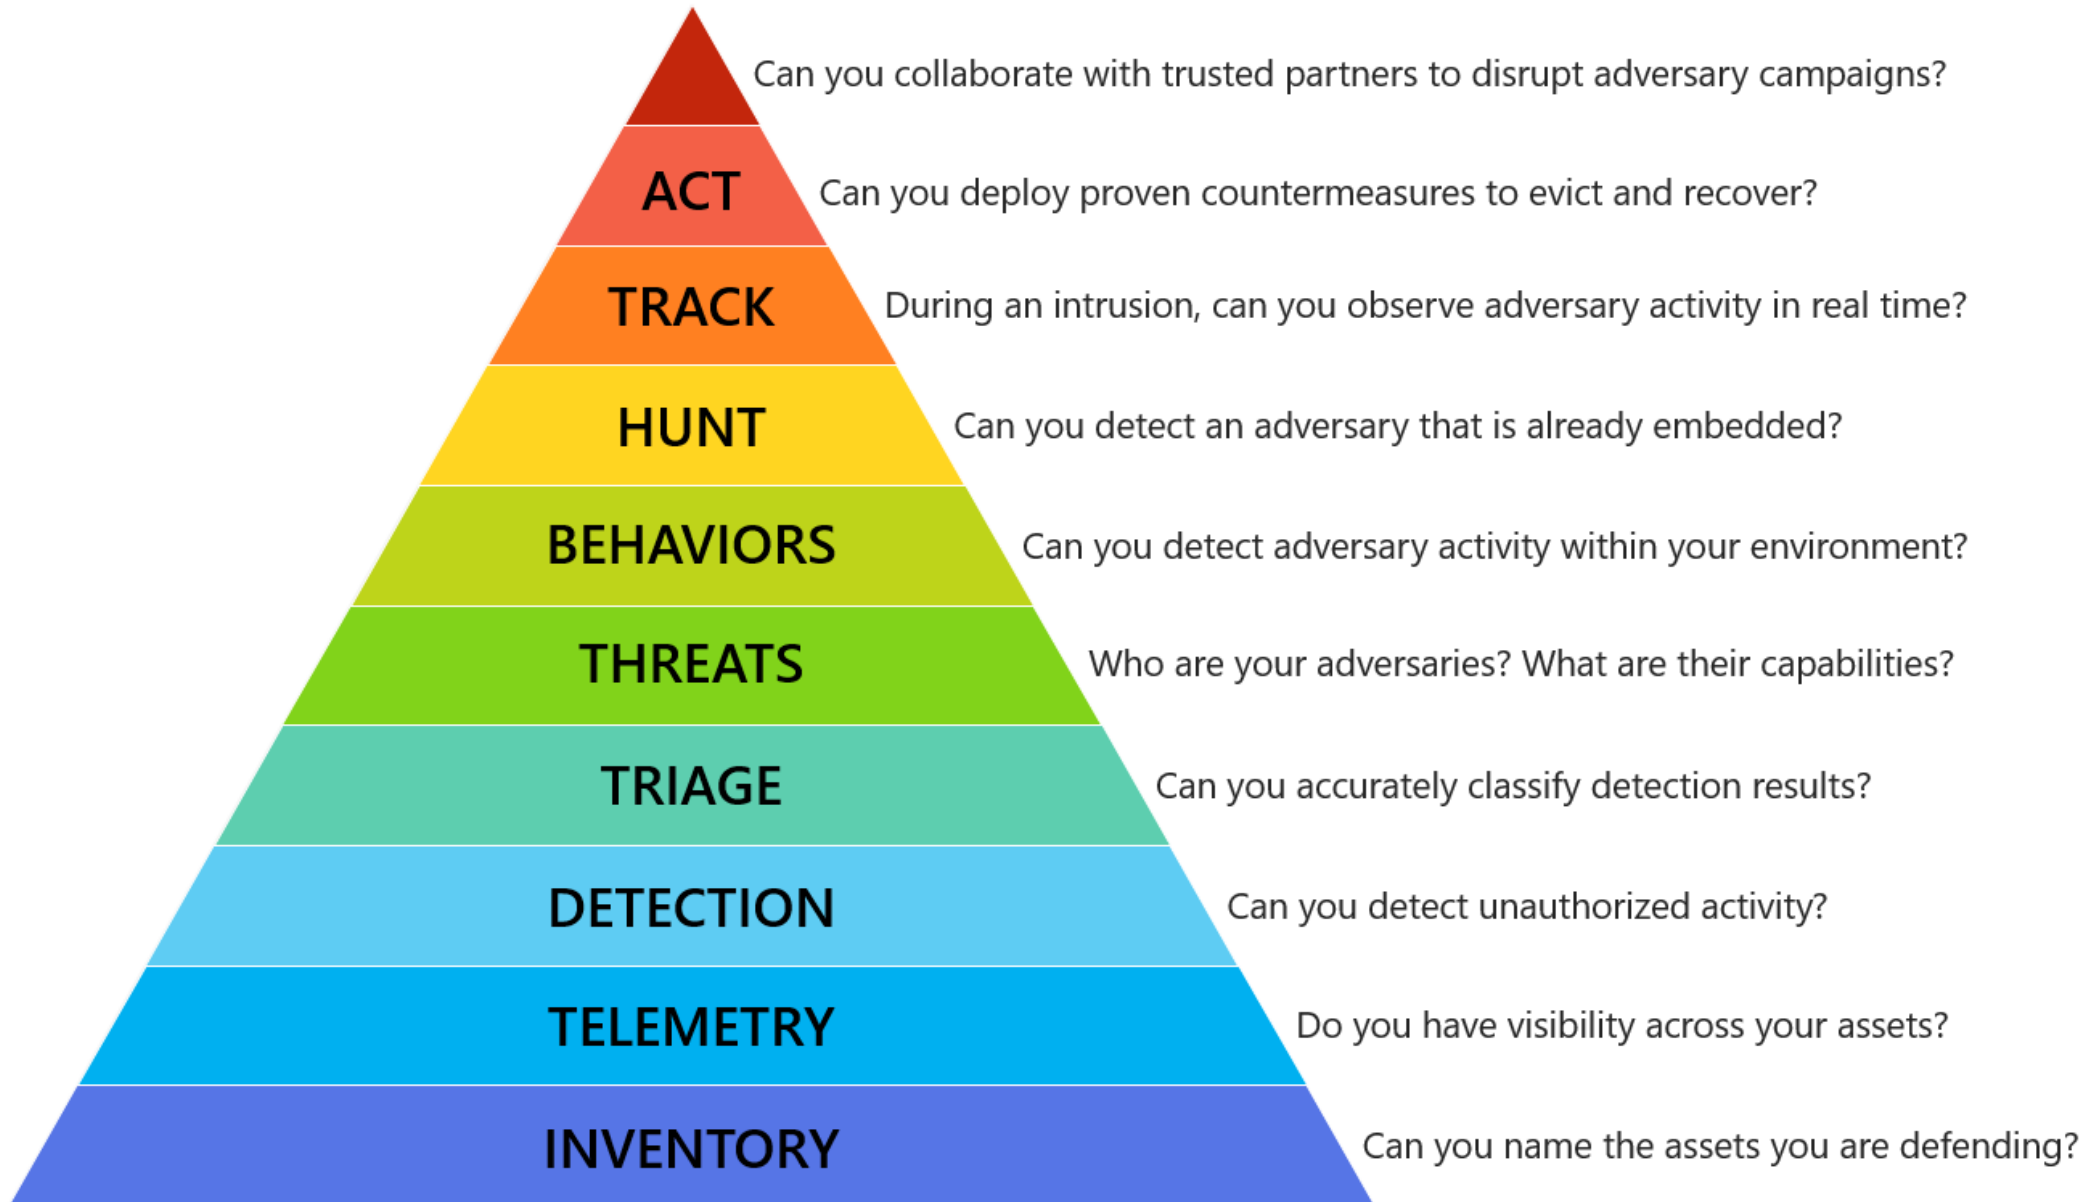 Can you collaborate with trusted partners to disrupt adversary campaigns?
ACT Can you deploy proven countermeasures to evict and recover?
TRACK During an intrusion, can you observe adversary activity in real time?
HUNT Can you detect an adversary that is already embedded?
BEHAVIORS Can you detect adversary activity within your environment?
THREATS Who are your adversaries? What are their capabilities?
TRIAGE Can you accurately classify detection results?
DETECTION Can you detect unauthorized activity?
TELEMETRY Do you have visibility across your assets?
INVENTORY Can you name the assets you are defending?